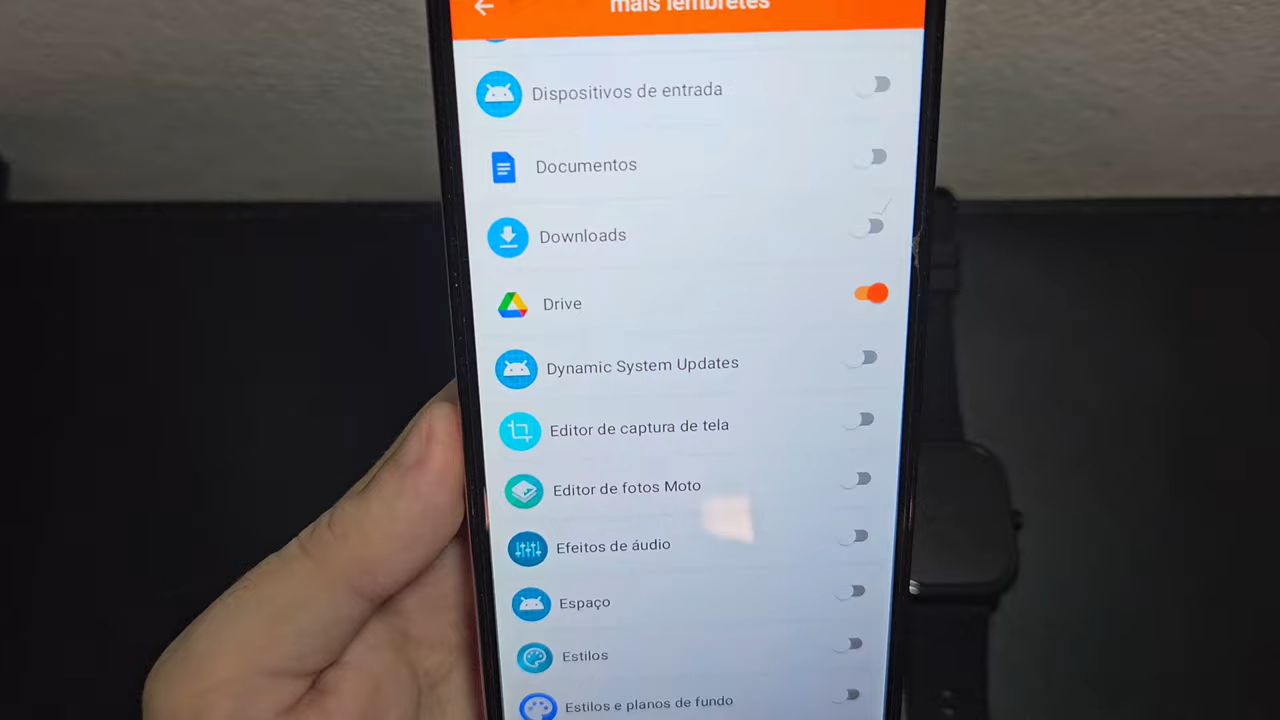 mais lembretes
Dispositivos de entrada
Documentos
Downloads
Drive
Dynamic System Updates
Editor de captura de tela
Editor de fotos Moto
Efeitos de áudio
Espaço
Estilos
Estilos e planos de fundo